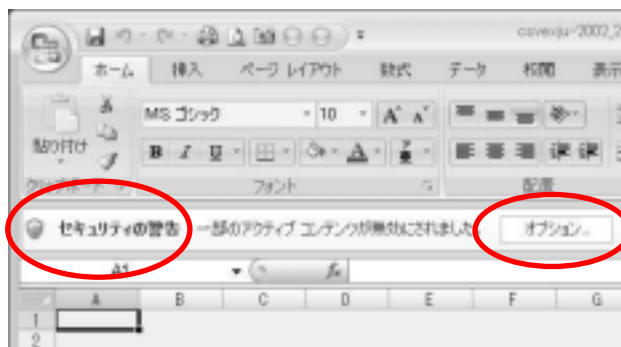 ホーム 挿入 ページ レイアウト 数式 データ 校閲 表示
MS ゴシック 10 A A
貼り付け
B I U A
クリップボード フォント 配置
セキュリティの警告 一部のアクティブ コンテンツが無効にされました。 オプション...
A1 fx
A B C D E F G
1
2